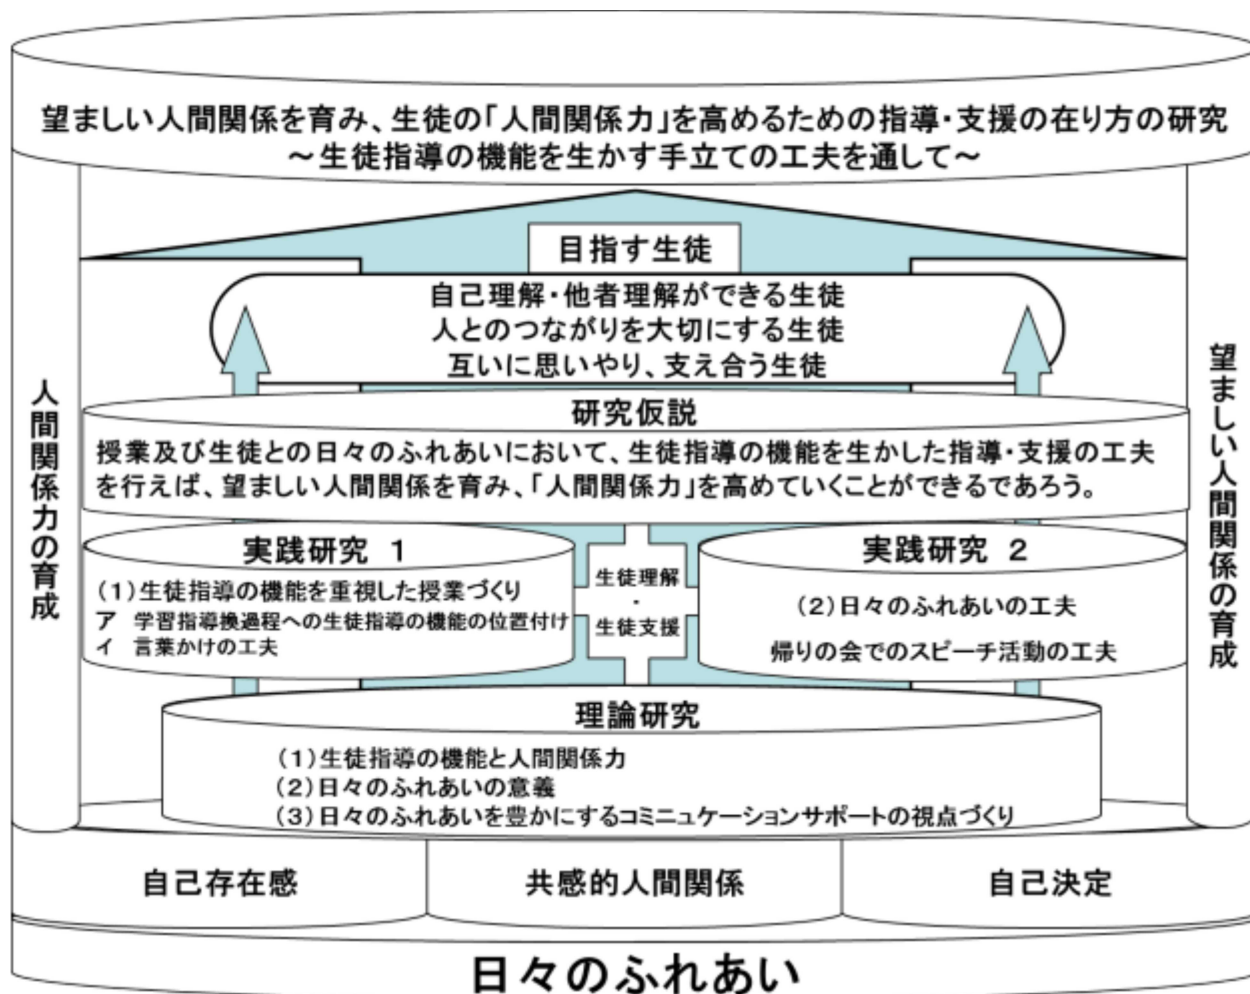 望ましい人間関係を育み、生徒の「人間関係力」を高めるための指導・支援の在り方の研究
～生徒指導の機能を生かす手立ての工夫を通して～
目指す生徒
自己理解・他者理解ができる生徒
人とのつながりを大切にする生徒
互いに思いやり、支え合う生徒
人間関係力の育成
望ましい人間関係の育成
研究仮説
授業及び生徒との日々のふれあいにおいて、生徒指導の機能を生かした指導・支援の工夫
を行えば、望ましい人間関係を育み、「人間関係力」を高めていくことができるであろう。
実践研究 1
(1)生徒指導の機能を重視した授業づくり
ア 学習指導換過程への生徒指導の機能の位置付け
イ 言葉かけの工夫
生徒理解
・
生徒支援
実践研究 2
(2)日々のふれあいの工夫
帰りの会でのスピーチ活動の工夫
理論研究
(1)生徒指導の機能と人間関係力
(2)日々のふれあいの意義
(3)日々のふれあいを豊かにするコミニュケーションサポートの視点づくり
自己存在感
共感的人間関係
自己決定
日々のふれあい